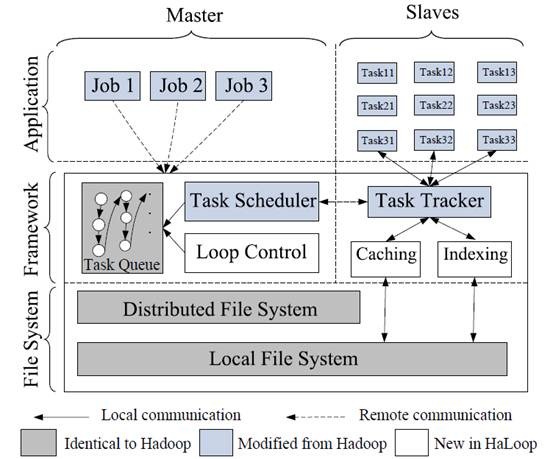 Master Slaves
Application
Job 1 Job 2 Job 3
Task11 Task12 Task13
Task21 Task22 Task23
Task31 Task32 Task33
Framework
Task Queue
Task Scheduler
Loop Control
Task Tracker
Caching Indexing
File System
Distributed File System
Local File System
Local communication Remote communication
Identical to Hadoop Modified from Hadoop New in HaLoop